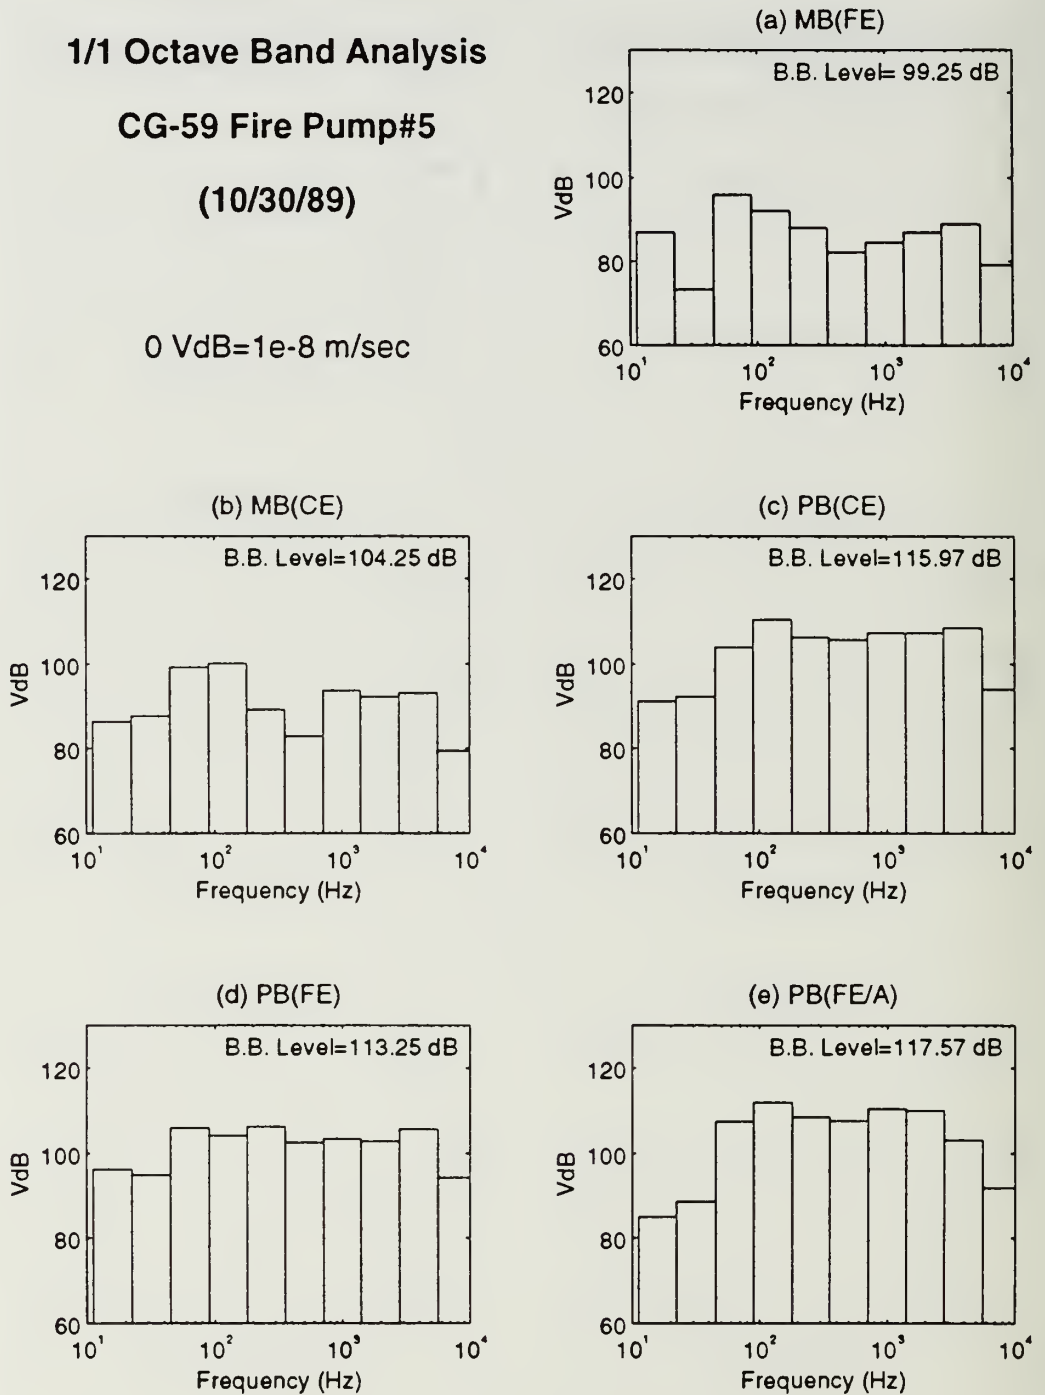 1/1 Octave Band Analysis
CG-59 Fire Pump#5
(10/30/89)
0 VdB=1e-8 m/sec
(a) MB(FE)
B.B. Level= 99.25 dB
120
100
80
60
VdB
10¹ 10² 10³ 10⁴
Frequency (Hz)
(b) MB(CE)
B.B. Level=104.25 dB
120
100
80
60
VdB
10¹ 10² 10³ 10⁴
Frequency (Hz)
(c) PB(CE)
B.B. Level=115.97 dB
120
100
80
60
VdB
10¹ 10² 10³ 10⁴
Frequency (Hz)
(d) PB(FE)
B.B. Level=113.25 dB
120
100
80
60
VdB
10¹ 10² 10³ 10⁴
Frequency (Hz)
(e) PB(FE/A)
B.B. Level=117.57 dB
120
100
80
60
VdB
10¹ 10² 10³ 10⁴
Frequency (Hz)